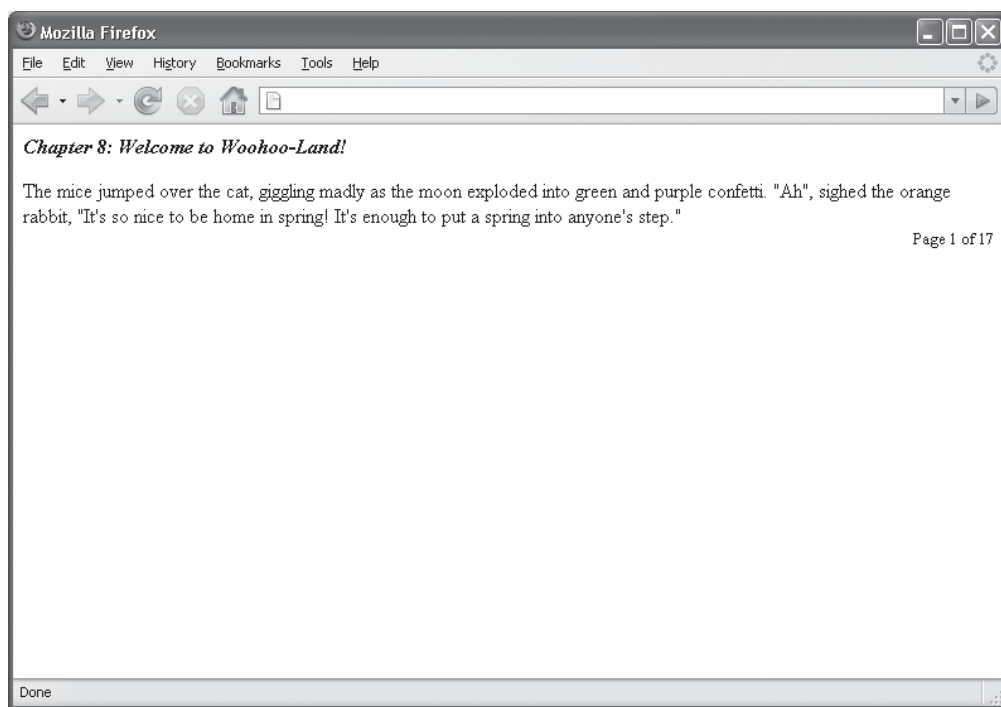 Mozilla Firefox
File Edit View History Bookmarks Tools Help
Chapter 8: Welcome to Woohoo-Land!
The mice jumped over the cat, giggling madly as the moon exploded into green and purple confetti. "Ah", sighed the orange
rabbit, "It's so nice to be home in spring! It's enough to put a spring into anyone's step."
Page 1 of 17
Done